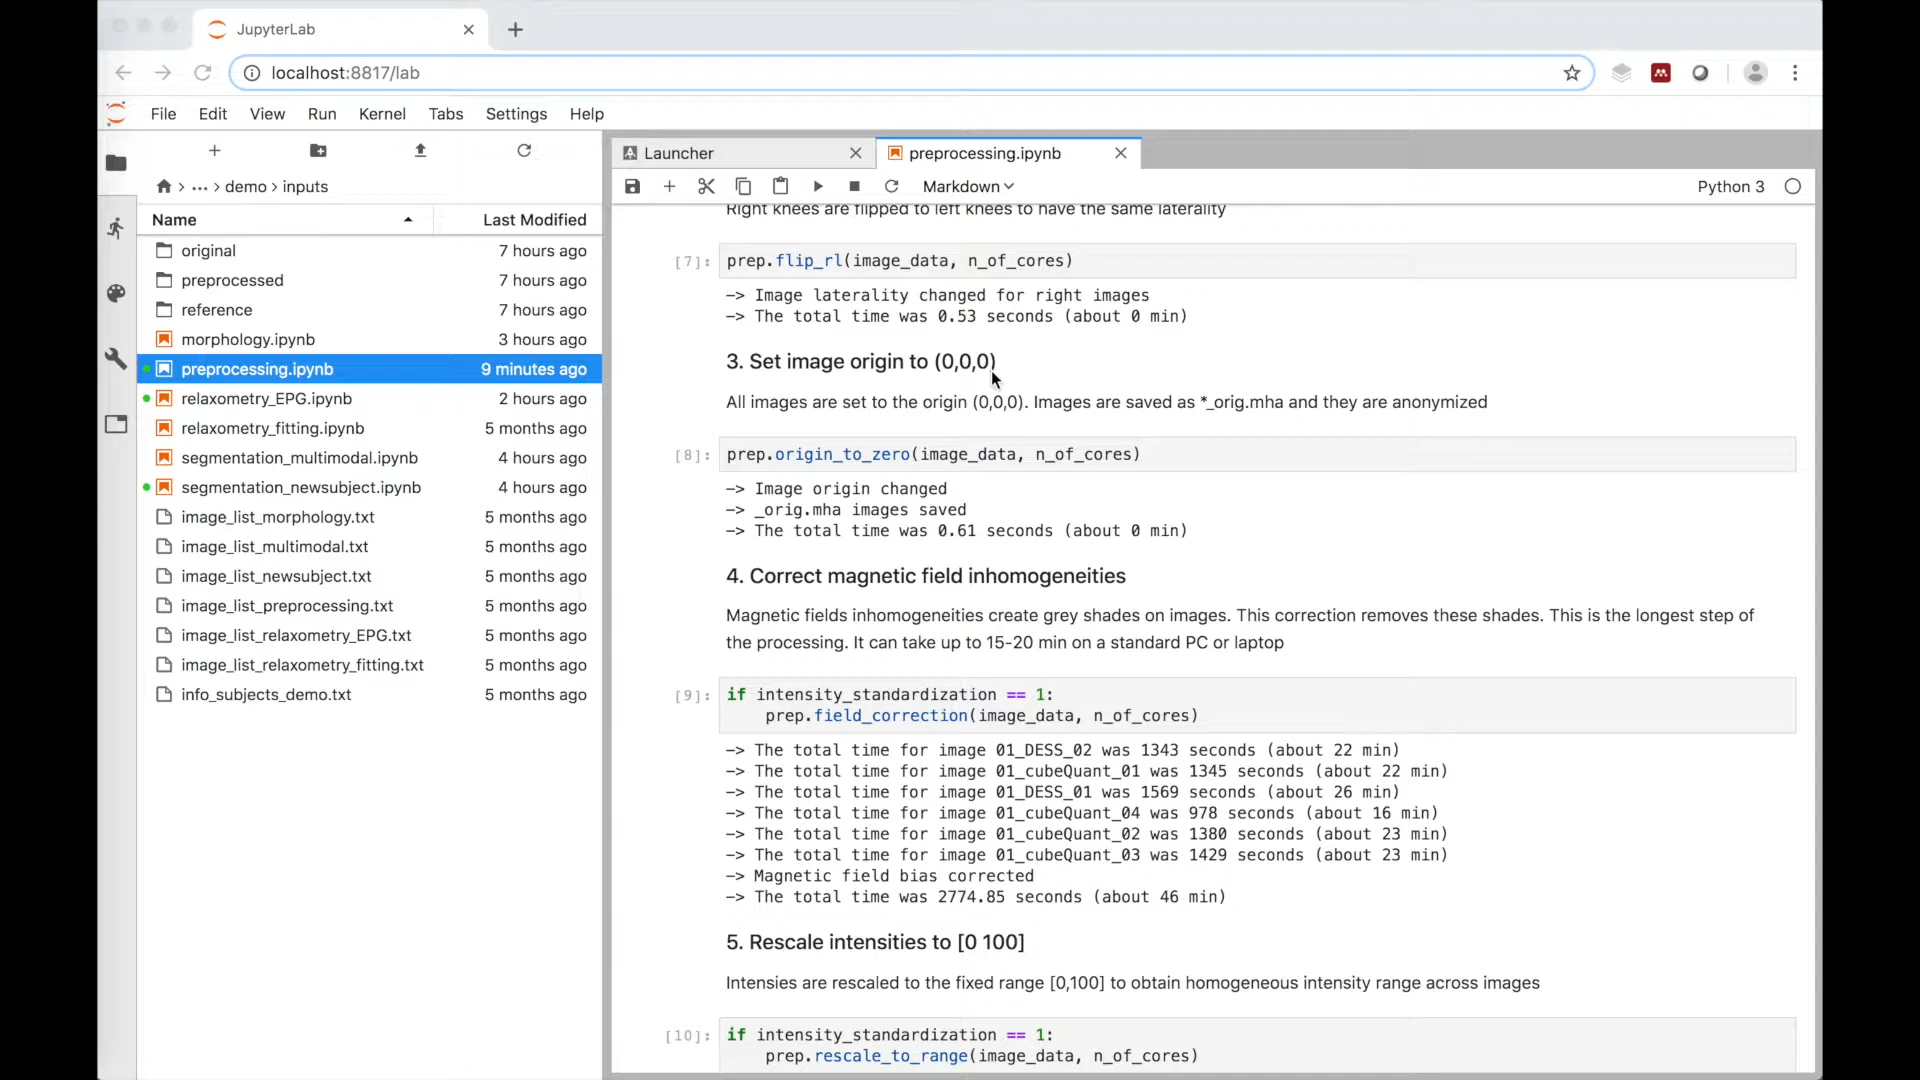 JupyterLab
localhost:8817/lab
File Edit View Run Kernel Tabs Settings Help
> ... > demo > inputs
Name Last Modified
original 7 hours ago
preprocessed 7 hours ago
reference 7 hours ago
morphology.ipynb 3 hours ago
preprocessing.ipynb 9 minutes ago
relaxometry_EPG.ipynb 2 hours ago
relaxometry_fitting.ipynb 5 months ago
segmentation_multimodal.ipynb 4 hours ago
segmentation_newsubject.ipynb 4 hours ago
image_list_morphology.txt 5 months ago
image_list_multimodal.txt 5 months ago
image_list_newsubject.txt 5 months ago
image_list_preprocessing.txt 5 months ago
image_list_relaxometry_EPG.txt 5 months ago
image_list_relaxometry_fitting.txt 5 months ago
info_subjects_demo.txt 5 months ago
Launcher preprocessing.ipynb
Markdown Python 3
Right knees are flipped to left knees to have the same laterality
[7]: prep.flip_rl(image_data, n_of_cores)
-> Image laterality changed for right images
-> The total time was 0.53 seconds (about 0 min)
3. Set image origin to (0,0,0)
All images are set to the origin (0,0,0). Images are saved as *_orig.mha and they are anonymized
[8]: prep.origin_to_zero(image_data, n_of_cores)
-> Image origin changed
-> _orig.mha images saved
-> The total time was 0.61 seconds (about 0 min)
4. Correct magnetic field inhomogeneities
Magnetic fields inhomogeneities create grey shades on images. This correction removes these shades. This is the longest step of
the processing. It can take up to 15-20 min on a standard PC or laptop
[9]: if intensity_standardization == 1:
prep.field_correction(image_data, n_of_cores)
-> The total time for image 01_DESS_02 was 1343 seconds (about 22 min)
-> The total time for image 01_cubeQuant_01 was 1345 seconds (about 22 min)
-> The total time for image 01_DESS_01 was 1569 seconds (about 26 min)
-> The total time for image 01_cubeQuant_04 was 978 seconds (about 16 min)
-> The total time for image 01_cubeQuant_02 was 1380 seconds (about 23 min)
-> The total time for image 01_cubeQuant_03 was 1429 seconds (about 23 min)
-> Magnetic field bias corrected
-> The total time was 2774.85 seconds (about 46 min)
5. Rescale intensities to [0 100]
Intensies are rescaled to the fixed range [0,100] to obtain homogeneous intensity range across images
[10]: if intensity_standardization == 1:
prep.rescale_to_range(image_data, n_of_cores)